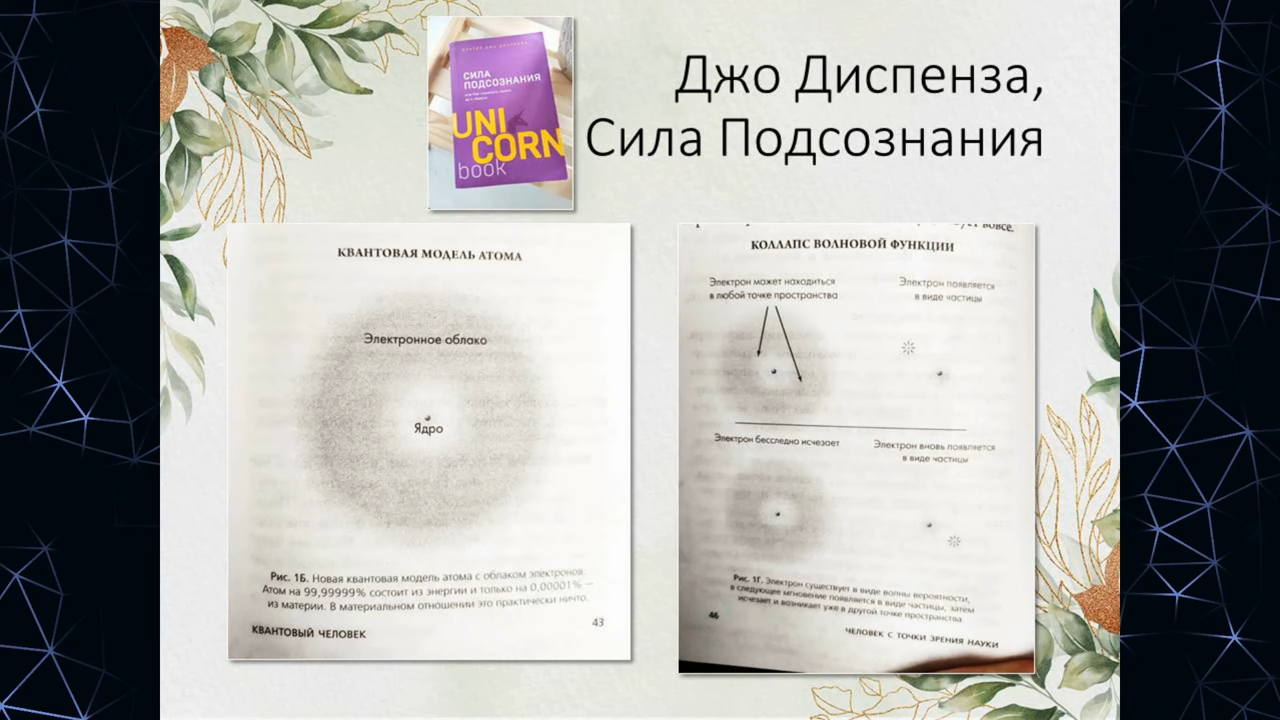 Джо Диспенза,
Сила Подсознания
СИЛА
ПОДСОЗНАНИЯ
UNI
CORN
book
КВАНТОВАЯ МОДЕЛЬ АТОМА
Электронное облако
Ядро
Рис. 1Б. Новая квантовая модель атома с облаком электронов.
Атом на 99,99999% состоит из энергии и только на 0,00001% —
из материи. В материальном отношении это практически ничто.
43
КВАНТОВЫЙ ЧЕЛОВЕК
вовсе.
КОЛЛАПС ВОЛНОВОЙ ФУНКЦИИ
Электрон может находиться
в любой точке пространства
Электрон появляется
в виде частицы
Электрон бесследно исчезает
Электрон вновь появляется
в виде частицы
Рис. 1Г. Электрон существует в виде волны вероятности,
в следующее мгновение появляется в виде частицы, затем
исчезает и возникает уже в другой точке пространства
46
ЧЕЛОВЕК С ТОЧКИ ЗРЕНИЯ НАУКИ